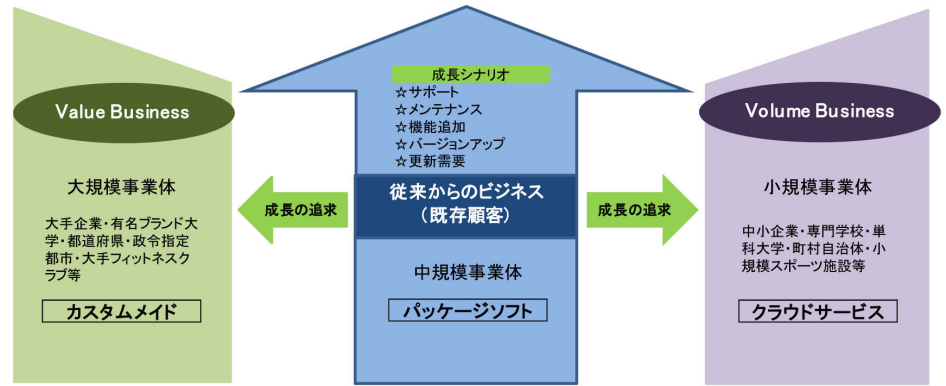 Value Business
大規模事業体
大手企業・有名ブランド大
学・都道府県・政令指定
都市・大手フィットネスク
ラブ等
カスタムメイド
成長の追求
成長シナリオ
☆サポート
☆メンテナンス
☆機能追加
☆バージョンアップ
☆更新需要
従来からのビジネス
(既存顧客)
中規模事業体
パッケージソフト
成長の追求
Volume Business
小規模事業体
中小企業・専門学校・単
科大学・町村自治体・小
規模スポーツ施設等
クラウドサービス